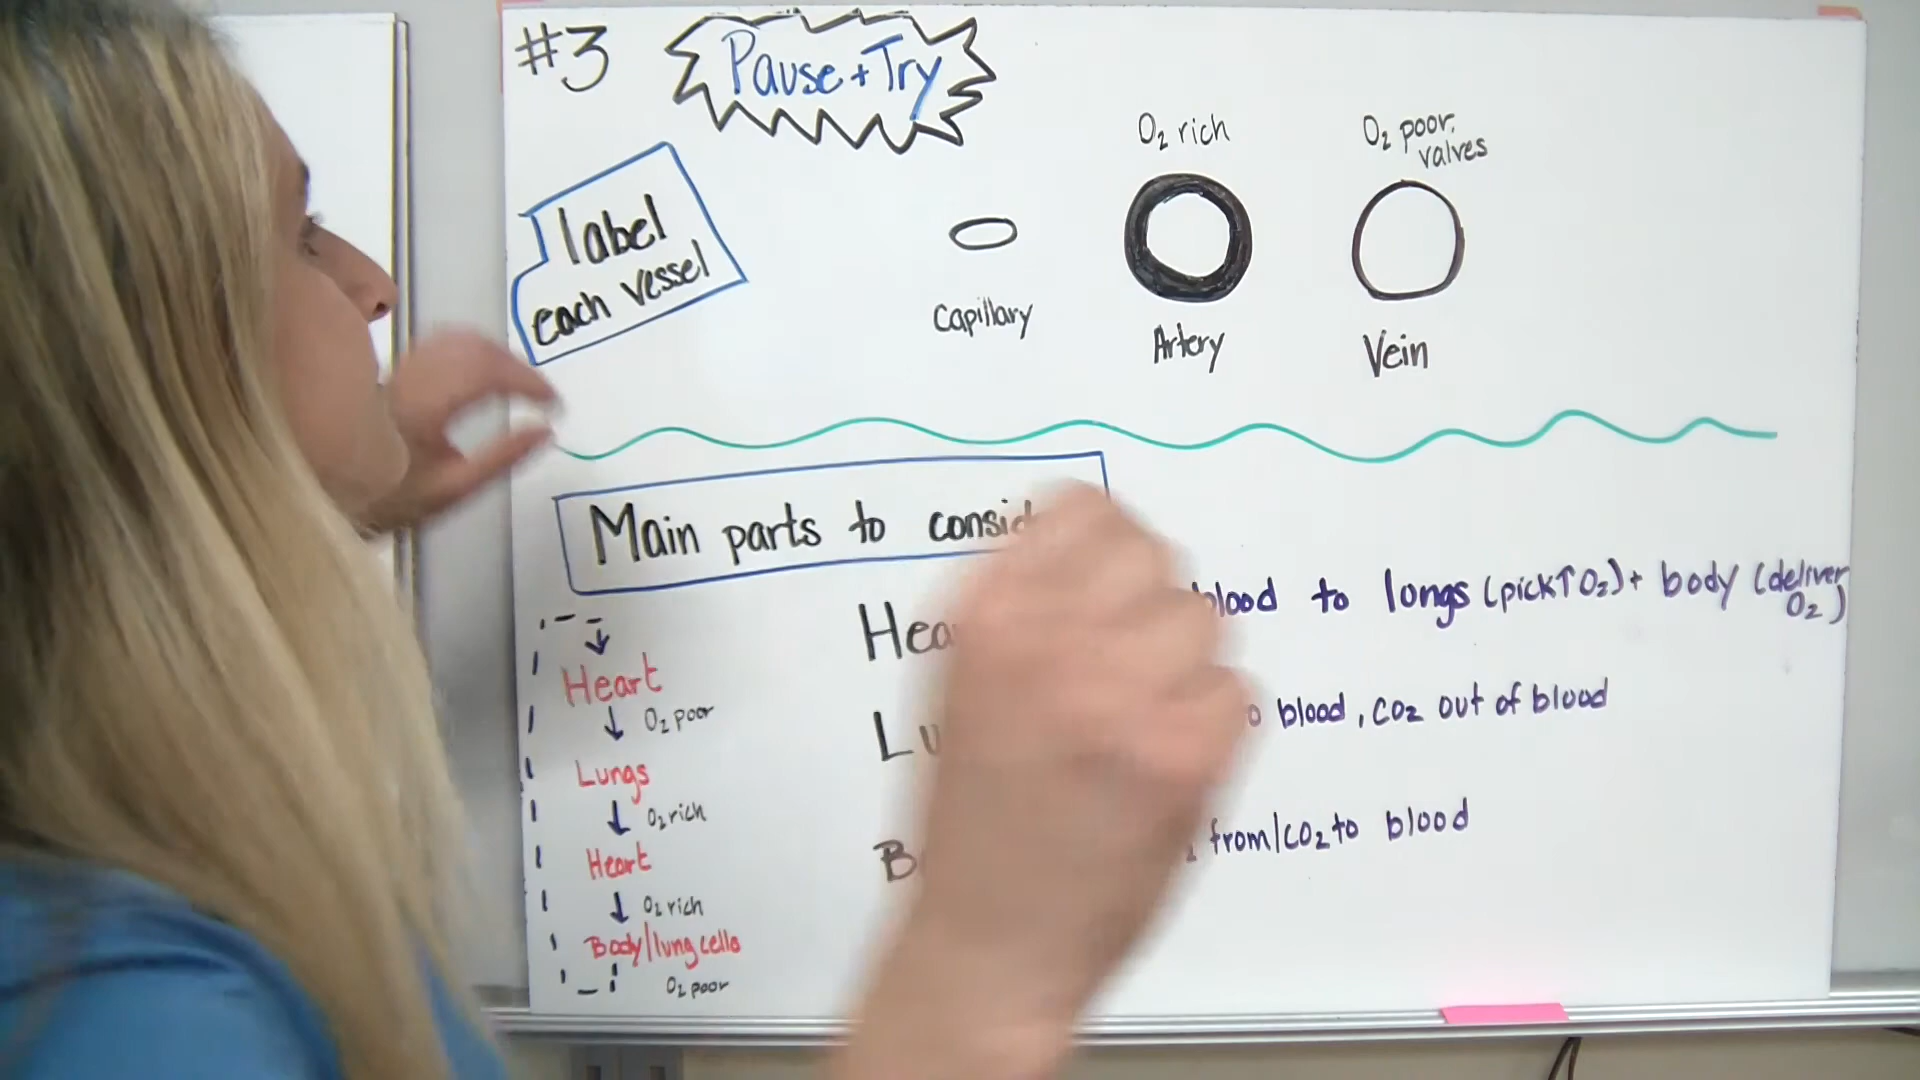 #3
Pause + Try
label
each vessel
O₂ rich
O₂ poor,
valves
Capillary
Artery
Vein
Main parts to
blood to lungs (pick↑O₂)+ body (deliver
O₂)
blood, CO₂ out of blood
from/CO₂ to blood
Heart
↓ O₂ poor
Lungs
↓ O₂ rich
Heart
↓ O₂ rich
Body/lung cells
O₂ poor